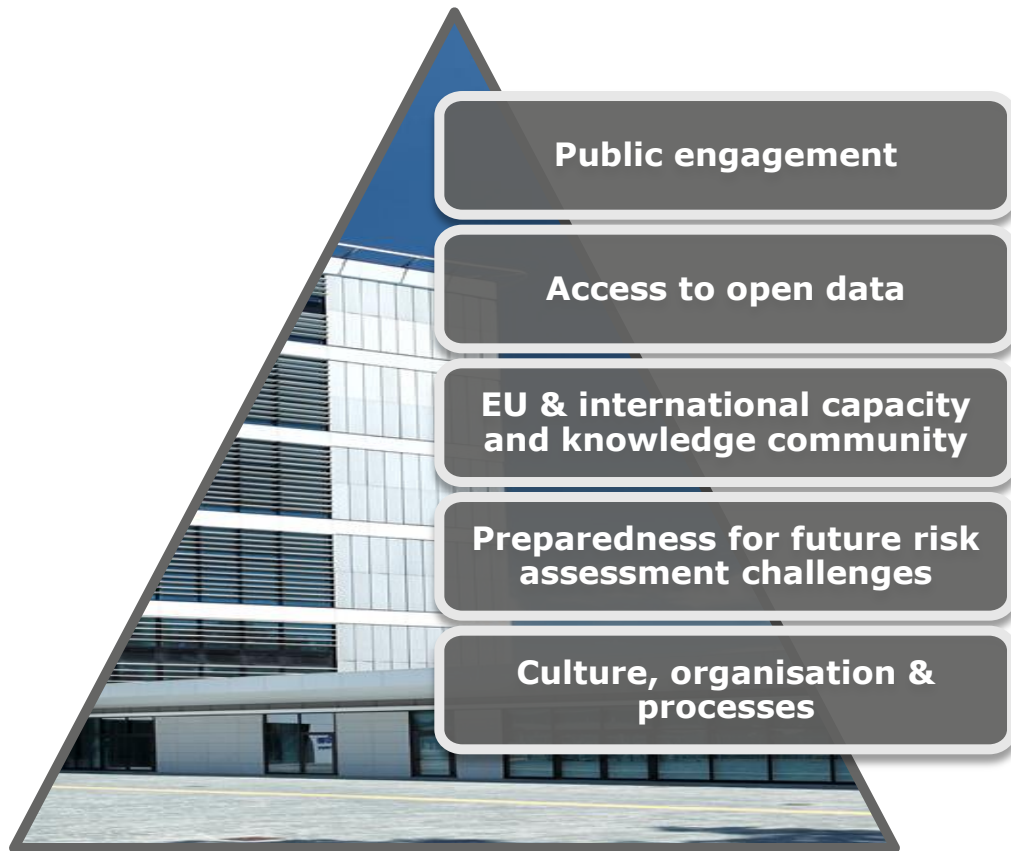 Public engagement
Access to open data
EU & international capacity
and knowledge community
Preparedness for future risk
assessment challenges
Culture, organisation &
processes